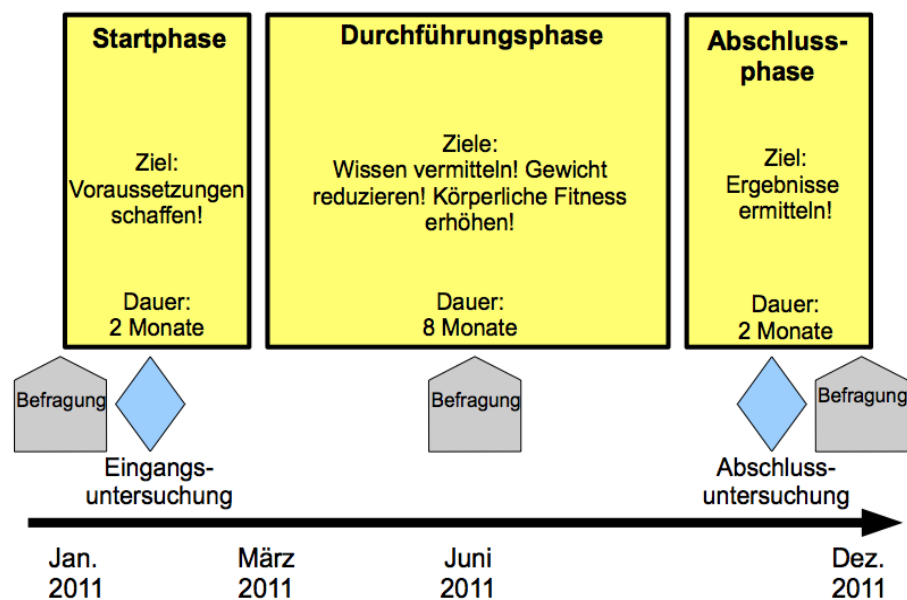 Startphase
Ziel:
Voraussetzungen
schaffen!
Dauer:
2 Monate
Durchführungsphase
Ziele:
Wissen vermitteln! Gewicht
reduzieren! Körperliche Fitness
erhöhen!
Dauer:
8 Monate
Abschluss-
phase
Ziel:
Ergebnisse
ermitteln!
Dauer:
2 Monate
Befragung
Eingangs-
untersuchung
Befragung
Abschluss-
untersuchung
Befragung
Jan.
2011
März
2011
Juni
2011
Dez.
2011